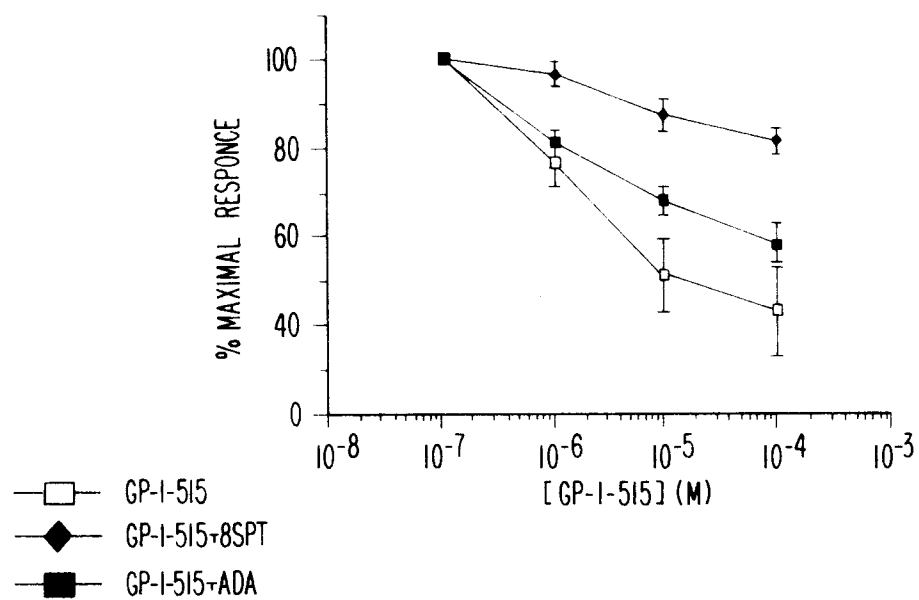 % MAXIMAL RESPONCE
100
80
60
40
0
10-8
10-7
10-6
10-5
10-4
10-3
[GP-1-515] (M)
GP-1-515
GP-1-515+8SPT
GP-1-515+ADA